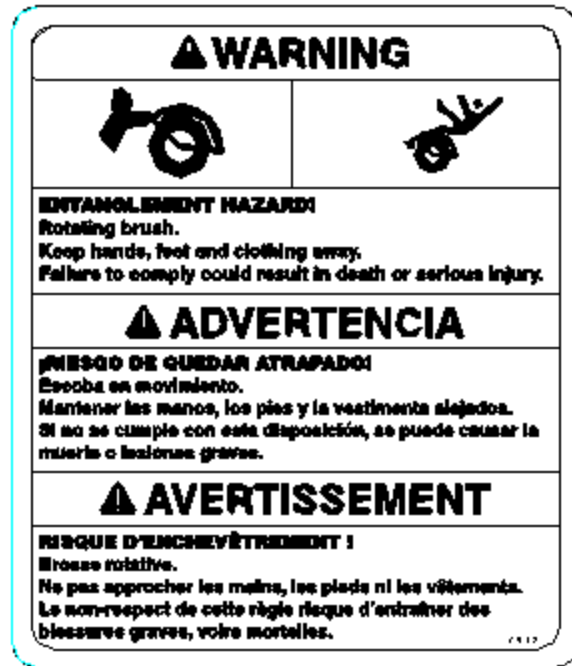 WARNING
ENTANGLEMENT HAZARD!
Rotating brush.
Keep hands, feet and clothing away.
Failure to comply could result in death or serious injury.
ADVERTENCIA
¡RIESGO DE QUEDAR ATRAPADO!
Escoba en movimiento.
Mantener las manos, los pies y la vestimenta alejados.
Si no se cumple con esta disposición, se puede causar la
muerte o lesiones graves.
AVERTISSEMENT
RISQUE D'ENCHEVÊTREMENT !
Brosse rotative.
Ne pas approcher les mains, les pieds ni les vêtements.
Le non-respect de cette règle risque d'entraîner des
blessures graves, voire mortelles.